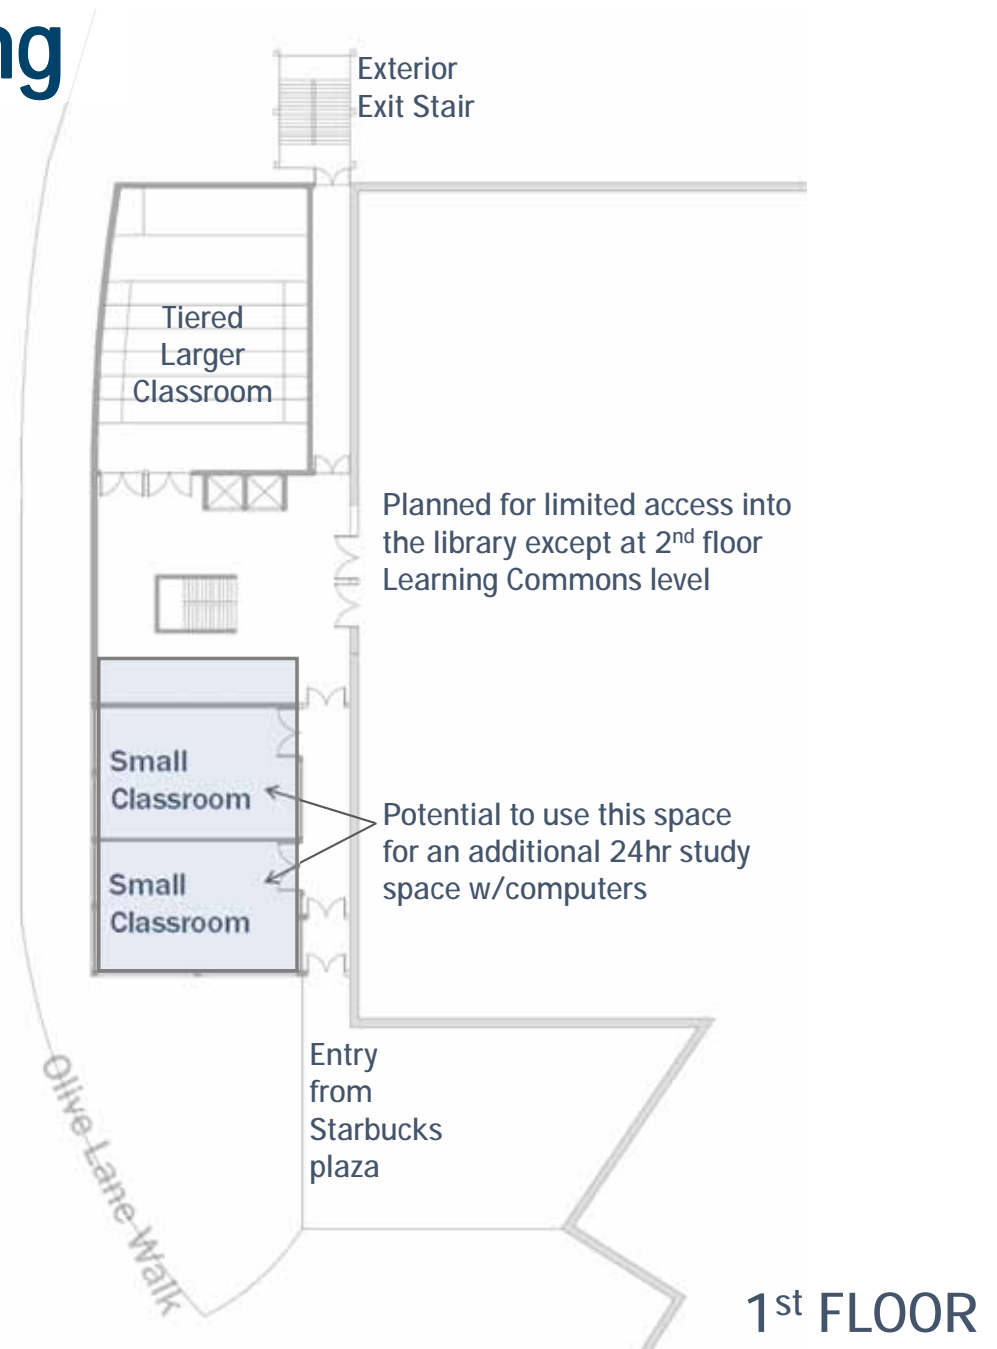 ng
Exterior
Exit Stair
Tiered
Larger
Classroom
Planned for limited access into
the library except at 2nd floor
Learning Commons level
Small
Classroom
Potential to use this space
for an additional 24hr study
space w/computers
Small
Classroom
Entry
from
Starbucks
plaza
Olive Lane Walk
1st FLOOR